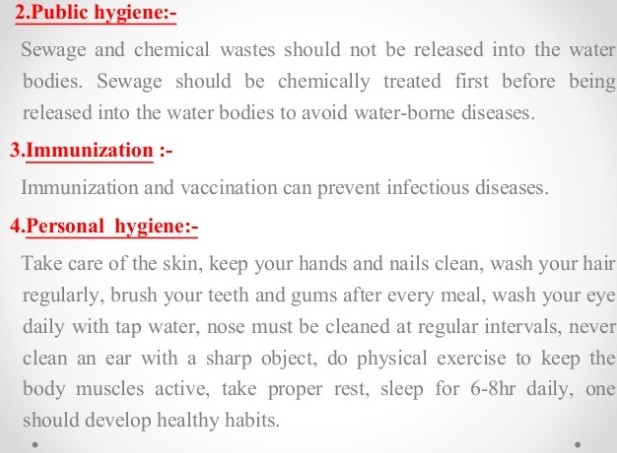 2.Public hygiene:-
Sewage and chemical wastes should not be released into the water
bodies. Sewage should be chemically treated first before being
released into the water bodies to avoid water-borne diseases.
3.Immunization :-
Immunization and vaccination can prevent infectious diseases.
4.Personal hygiene:-
Take care of the skin, keep your hands and nails clean, wash your hair
regularly, brush your teeth and gums after every meal, wash your eye
daily with tap water, nose must be cleaned at regular intervals, never
clean an ear with a sharp object, do physical exercise to keep the
body muscles active, take proper rest, sleep for 6-8hr daily, one
should develop healthy habits.